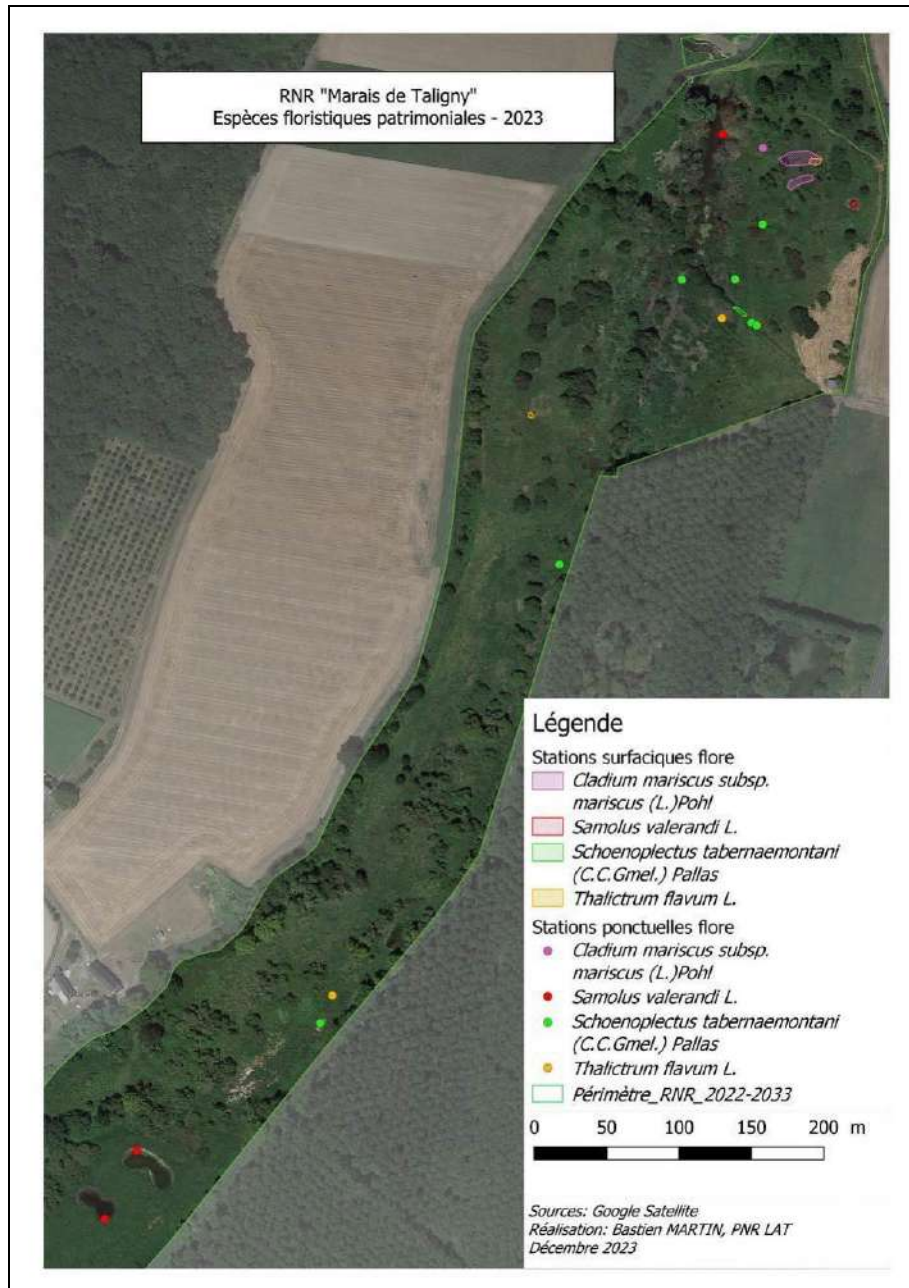 RNR "Marais de Taligny"
Espèces floristiques patrimoniales - 2023
Légende
Stations surfaciques flore
Cladium mariscus subsp.
mariscus (L.)Pohl
Samolus valerandi L.
Schoenoplectus tabernaemontani
(C.C.Gmel.) Pallas
Thalictrum flavum L.
Stations ponctuelles flore
Cladium mariscus subsp.
mariscus (L.)Pohl
Samolus valerandi L.
Schoenoplectus tabernaemontani
(C.C.Gmel.) Pallas
Thalictrum flavum L.
Périmètre_RNR_2022-2033
0 50 100 150 200 m
Sources: Google Satellite
Réalisation: Bastien MARTIN, PNR LAT
Décembre 2023